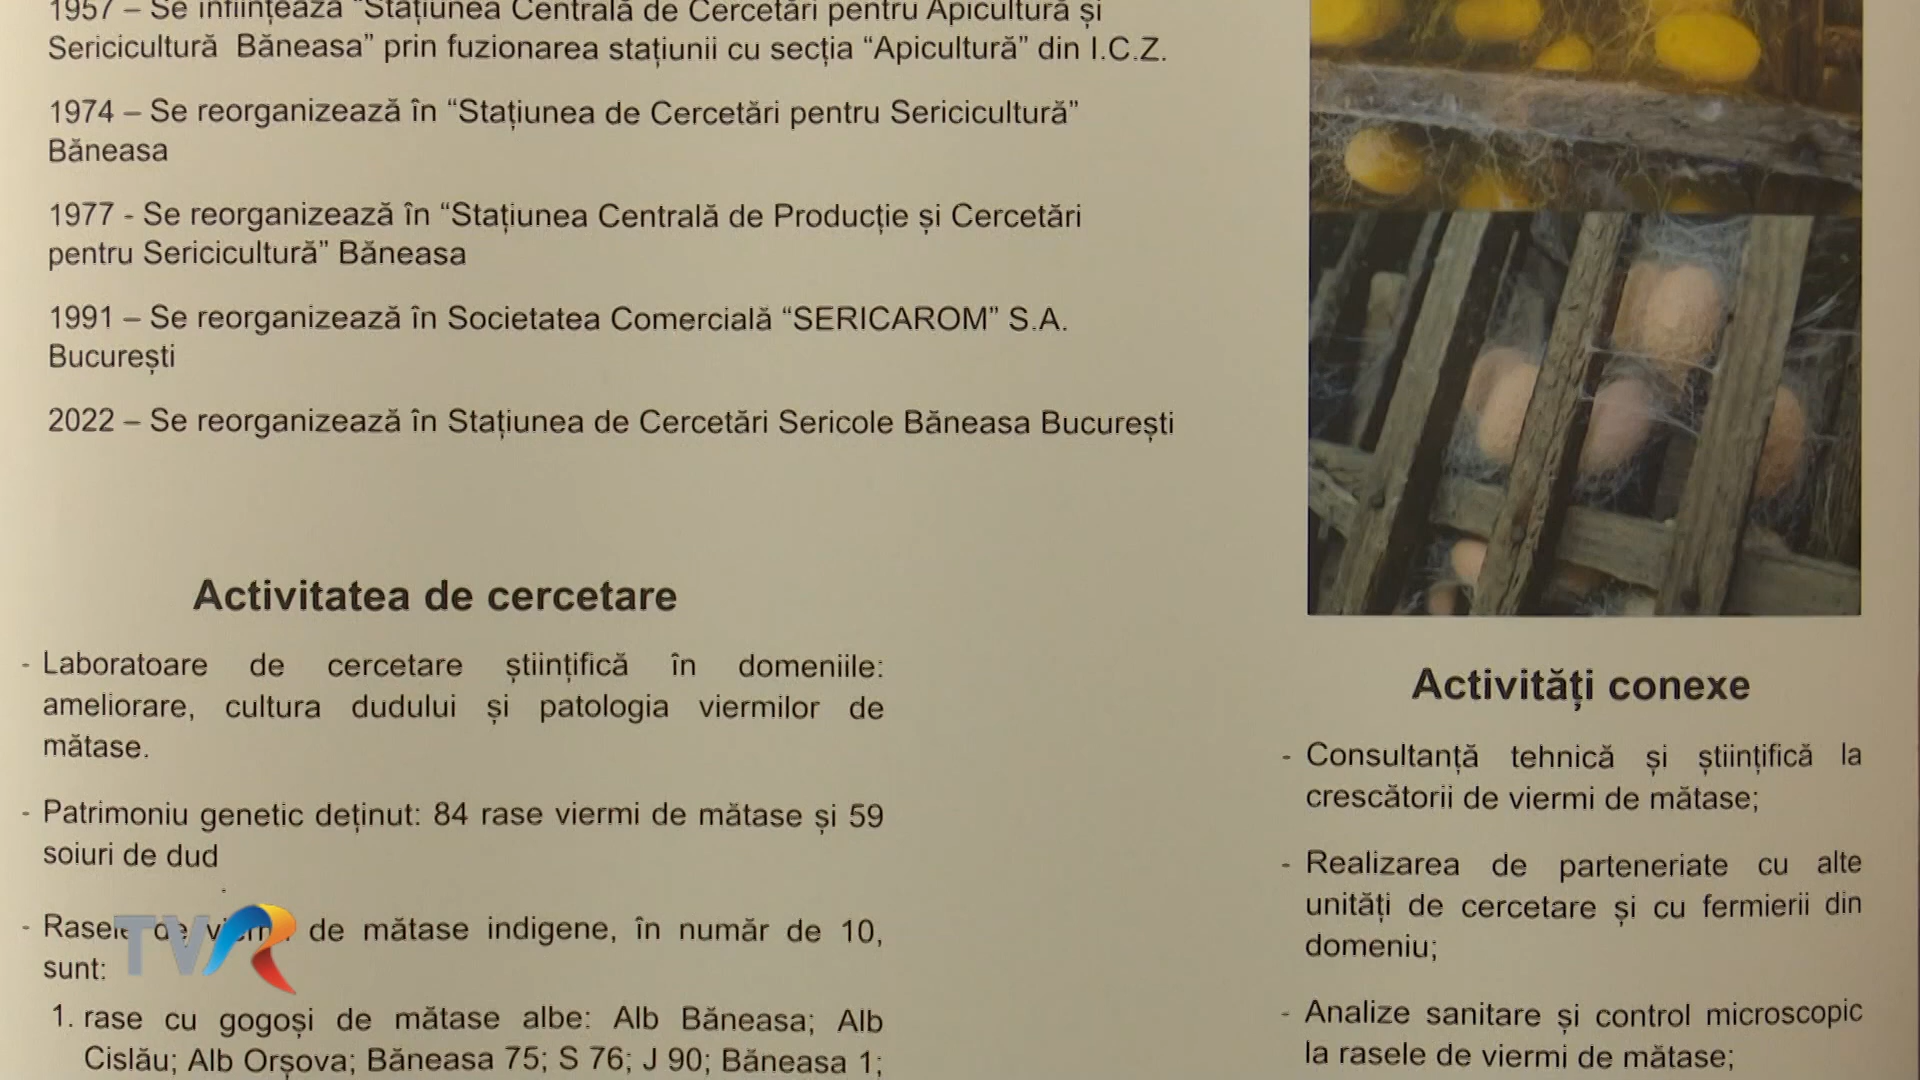 1957 – Se înființează “Stațiunea Centrală de Cercetări pentru Apicultură și
Sericicultură Băneasa” prin fuzionarea stațiunii cu secția “Apicultură” din I.C.Z.
1974 – Se reorganizează în “Stațiunea de Cercetări pentru Sericicultură”
Băneasa
1977 - Se reorganizează în “Stațiunea Centrală de Producție și Cercetări
pentru Sericicultură” Băneasa
1991 – Se reorganizează în Societatea Comercială “SERICAROM” S.A.
București
2022 – Se reorganizează în Stațiunea de Cercetări Sericole Băneasa București
Activitatea de cercetare
- Laboratoare de cercetare științifică în domeniile:
ameliorare, cultura dudului și patologia viermilor de
mătase.
- Patrimoniu genetic deținut: 84 rase viermi de mătase și 59
soiuri de dud
- Rasele de viermi de mătase indigene, în număr de 10,
sunt:
1. rase cu gogoși de mătase albe: Alb Băneasa; Alb
Cislău; Alb Orșova; Băneasa 75; S 76; J 90; Băneasa 1;
Activități conexe
- Consultanță tehnică și științifică la
crescătorii de viermi de mătase;
- Realizarea de parteneriate cu alte
unități de cercetare și cu fermierii din
domeniu;
- Analize sanitare și control microscopic
la rasele de viermi de mătase;
TVR